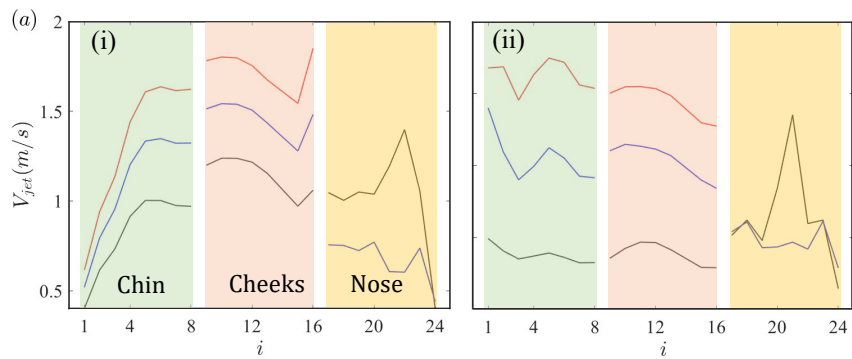 (a)
(i)
(ii)
2
1.5
1
0.5
V_jet(m/s)
Chin
Cheeks
Nose
1 4 8 12 16 20 24
1 4 8 12 16 20 24
i
i